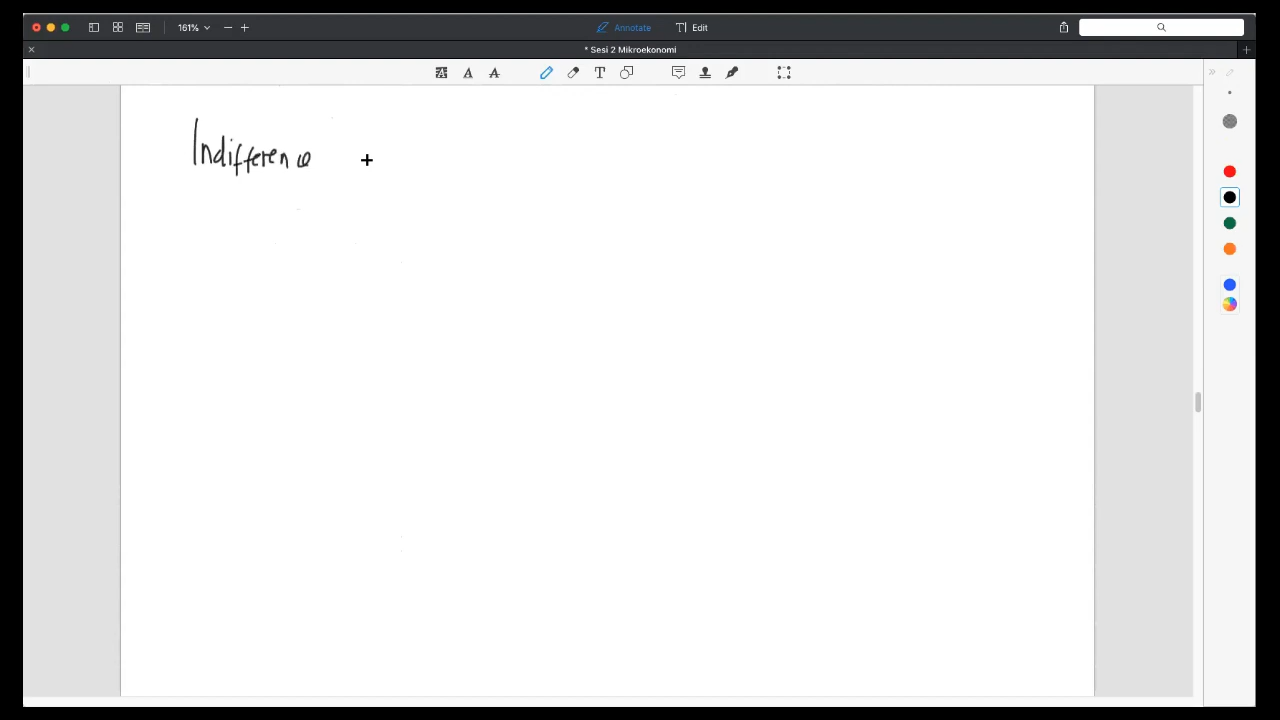 161%
Annotate
Edit
* Sesi 2 Mikroekonomi
Indifference